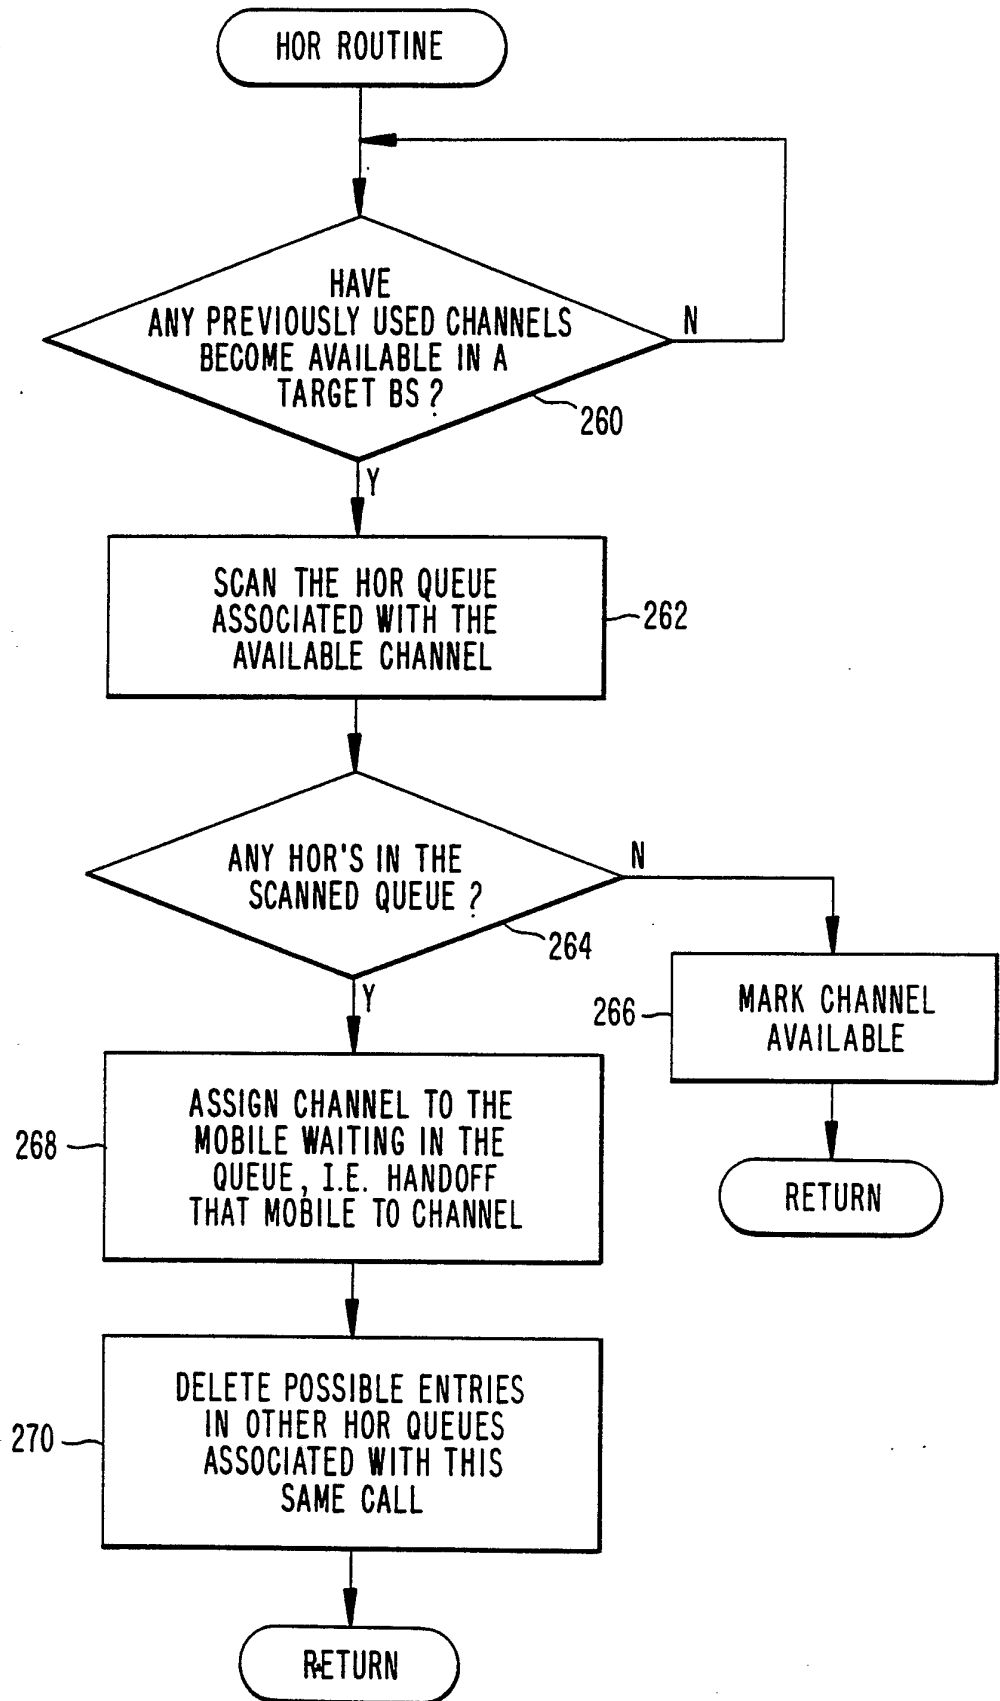 HOR ROUTINE
HAVE
ANY PREVIOUSLY USED CHANNELS
BECOME AVAILABLE IN A
TARGET BS ?
N
260
Y
SCAN THE HOR QUEUE
ASSOCIATED WITH THE
AVAILABLE CHANNEL
262
ANY HOR'S IN THE
SCANNED QUEUE ?
N
264
Y
266
MARK CHANNEL
AVAILABLE
RETURN
268
ASSIGN CHANNEL TO THE
MOBILE WAITING IN THE
QUEUE, I.E. HANDOFF
THAT MOBILE TO CHANNEL
270
DELETE POSSIBLE ENTRIES
IN OTHER HOR QUEUES
ASSOCIATED WITH THIS
SAME CALL
RETURN